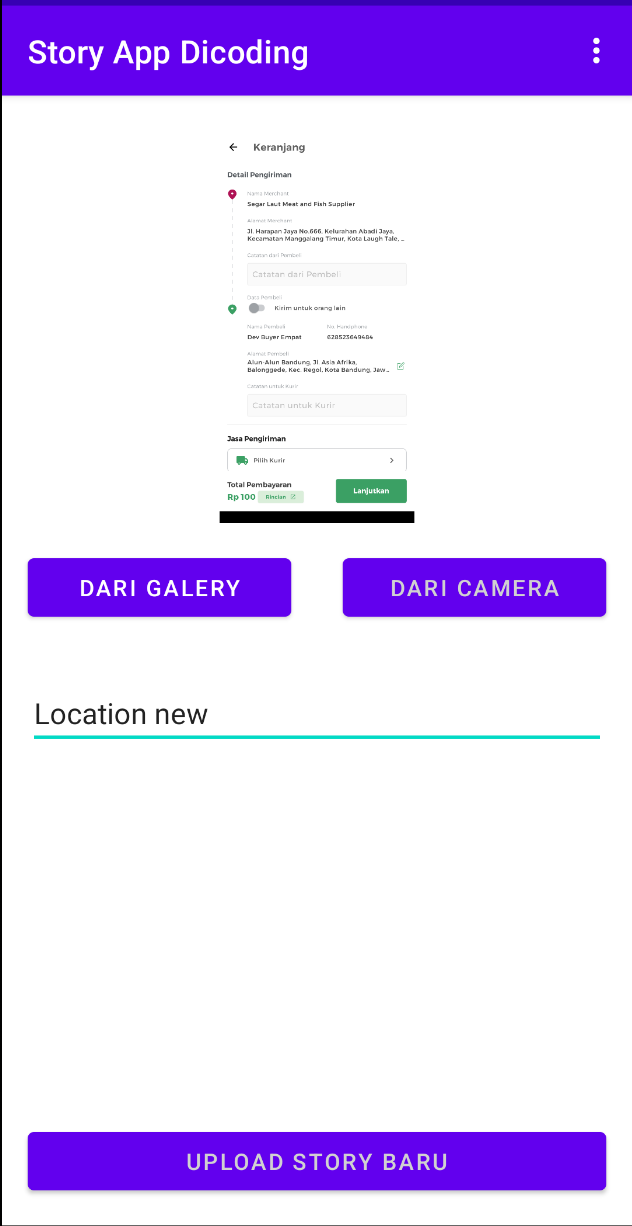 Story App Dicoding
Keranjang
Detail Pengiriman
Nama Merchant
Segar Laut Meat and Fish Supplier
Alamat Merchant
Jl. Harapan Jaya No.666, Kelurahan Abadi Jaya,
Kecamatan Manggalang Timur, Kota Laugh Tale, ...
Catatan dari Pembeli
Catatan dari Pembeli
Data Pembeli
Kirim untuk orang lain
Nama Pembeli No. Handphone
Dev Buyer Empat 628523649484
Alamat Pembeli
Alun-Alun Bandung, Jl. Asia Afrika,
Balonggede, Kec. Regol, Kota Bandung, Jaw...
Catatan untuk Kurir
Catatan untuk Kurir
Jasa Pengiriman
Pilih Kurir
Total Pembayaran
Rp 100 Rincian
Lanjutkan
DARI GALERY
DARI CAMERA
Location new
UPLOAD STORY BARU